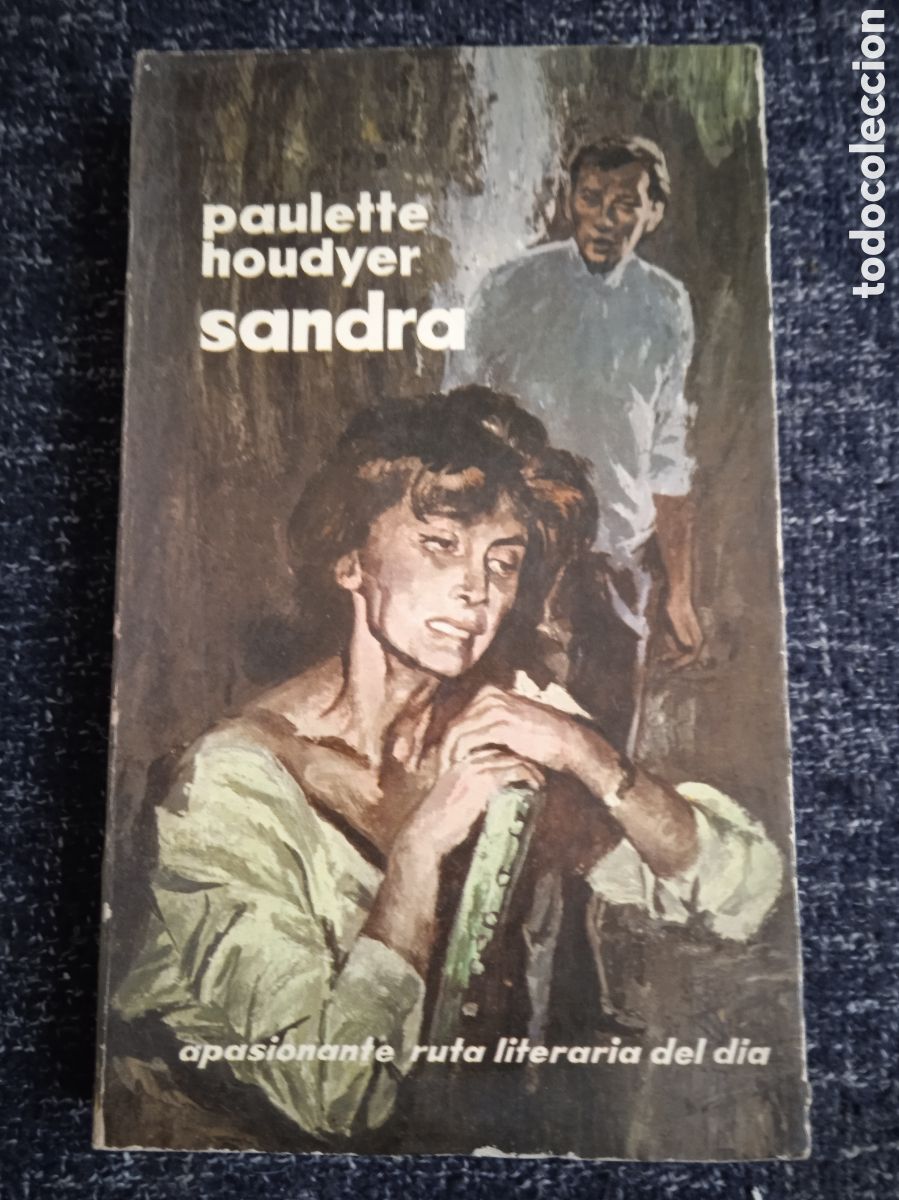 paulette
houdyer
sandra
apasionante ruta literaria del dia
todocoleccion